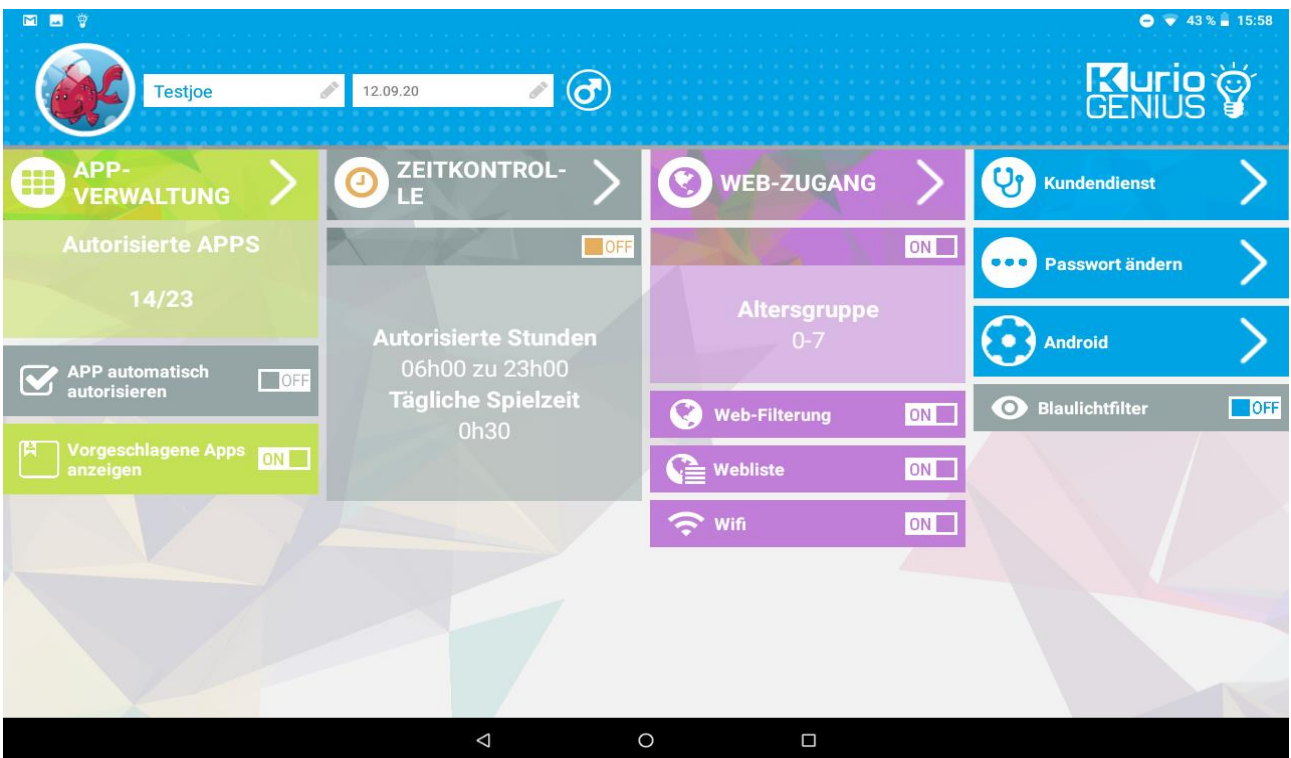 43 % 15:58
Testjoe
12.09.20
Kurio
GENIUS
APP-
VERWALTUNG
Autorisierte APPS
14/23
APP automatisch
autorisieren
OFF
Vorgeschlagene Apps
anzeigen
ON
ZEITKONTROL-
LE
OFF
Autorisierte Stunden
06h00 zu 23h00
Tägliche Spielzeit
0h30
WEB-ZUGANG
ON
Altersgruppe
0-7
Web-Filterung ON
Webliste ON
Wifi ON
Kundendienst
Passwort ändern
Android
Blaulichtfilter OFF